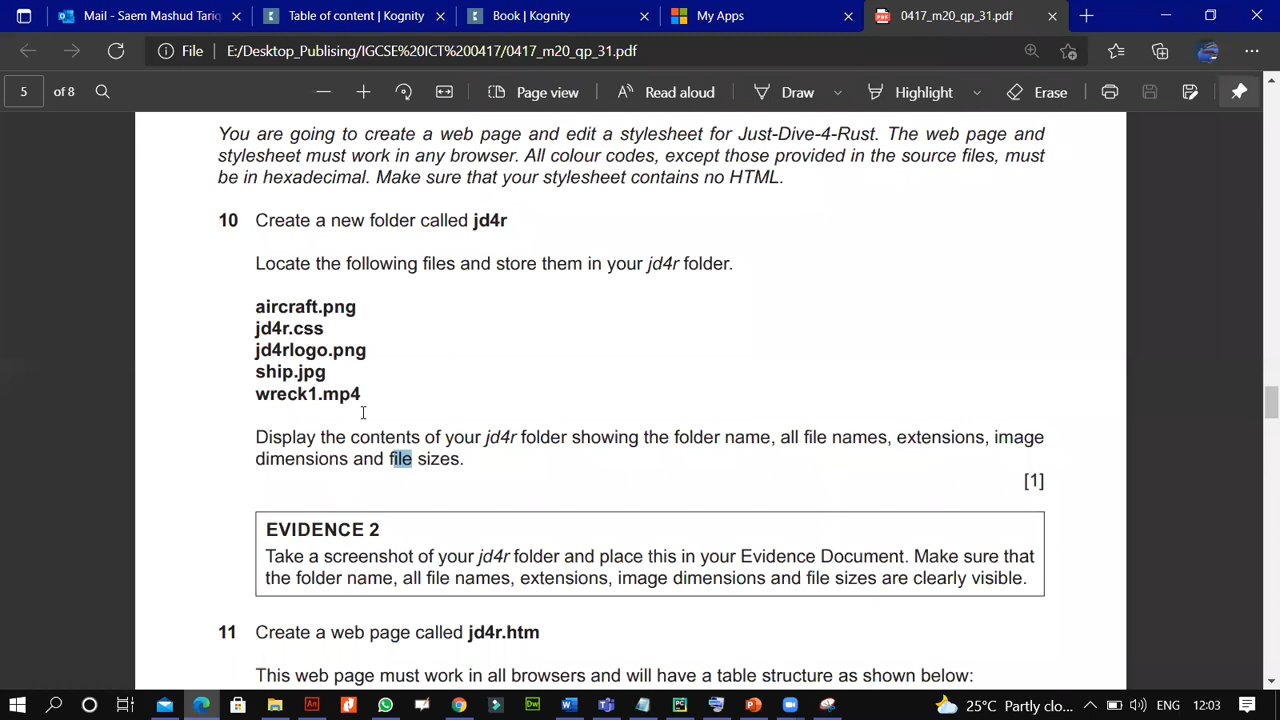 Mail - Saem Mashud Tariq
Table of content | Kognity
Book | Kognity
My Apps
0417_m20_qp_31.pdf
File
E:/Desktop_Publising/IGCSE%20ICT%200417/0417_m20_qp_31.pdf
5
of 8
Page view
Read aloud
Draw
Highlight
Erase
You are going to create a web page and edit a stylesheet for Just-Dive-4-Rust. The web page and
stylesheet must work in any browser. All colour codes, except those provided in the source files, must
be in hexadecimal. Make sure that your stylesheet contains no HTML.
10 Create a new folder called jd4r
Locate the following files and store them in your jd4r folder.
aircraft.png
jd4r.css
jd4rlogo.png
ship.jpg
wreck1.mp4
Display the contents of your jd4r folder showing the folder name, all file names, extensions, image
dimensions and file sizes.
[1]
EVIDENCE 2
Take a screenshot of your jd4r folder and place this in your Evidence Document. Make sure that
the folder name, all file names, extensions, image dimensions and file sizes are clearly visible.
11 Create a web page called jd4r.htm
This web page must work in all browsers and will have a table structure as shown below:
25°C Partly clo...
12:03